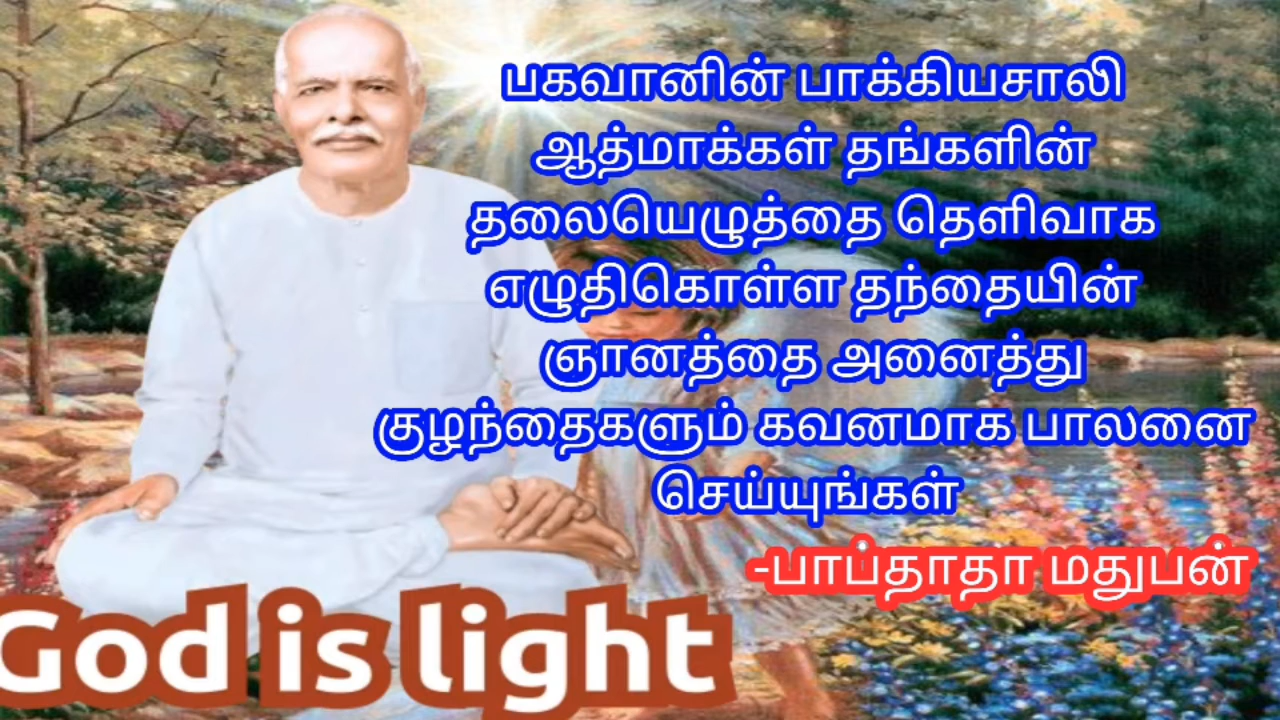 பகவானின் பாக்கியசாலி
ஆத்மாக்கள் தங்களின்
தலையெழுத்தை தெளிவாக
எழுதிகொள்ள தந்தையின்
ஞானத்தை அனைத்து
குழந்தைகளும் கவனமாக பாலனை
செய்யுங்கள்
-பாப்தாதா மதுபன்
God is light